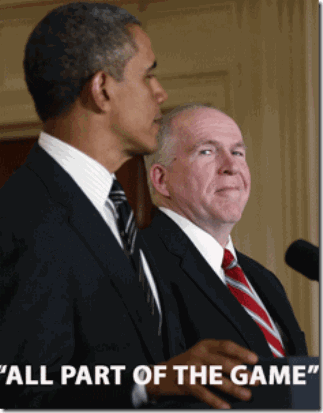 “ALL PART OF THE GAME”